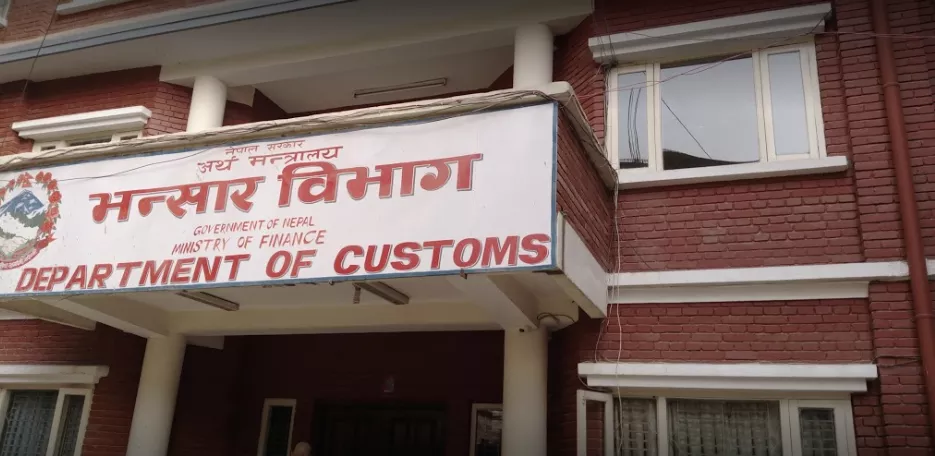 नेपाल सरकार
अर्थ मन्त्रालय
भन्सार विभाग
GOVERNMENT OF NEPAL
MINISTRY OF FINANCE
DEPARTMENT OF CUSTOMS